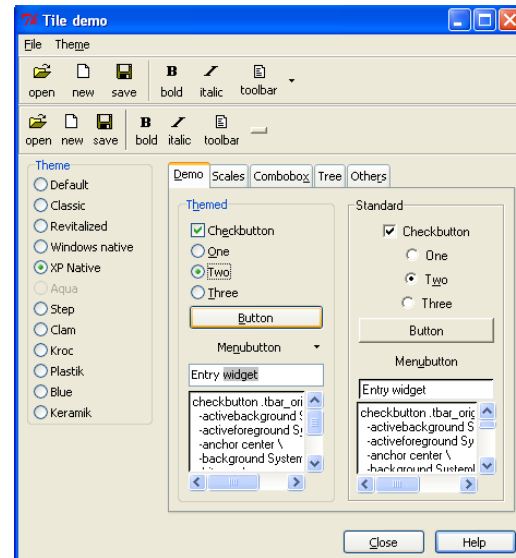 Tile demo
File Theme
open new save bold italic toolbar
open new save bold italic toolbar
Theme
Default
Classic
Revitalized
Windows native
XP Native
Aqua
Step
Clam
Kroc
Plastik
Blue
Keramik
Demo Scales Combobox Tree Others
Themed
Checkbutton
One
Two
Three
Button
Menubutton
Entry widget
checkbutton .tbar_orig
-activebackground S
-activeforeground Sy
-anchor center \
-background System
Standard
Checkbutton
One
Two
Three
Button
Menubutton
Entry widget
checkbutton .tbar_orig
-activebackground S
-activeforeground Sy
-anchor center \
-background System
Close Help